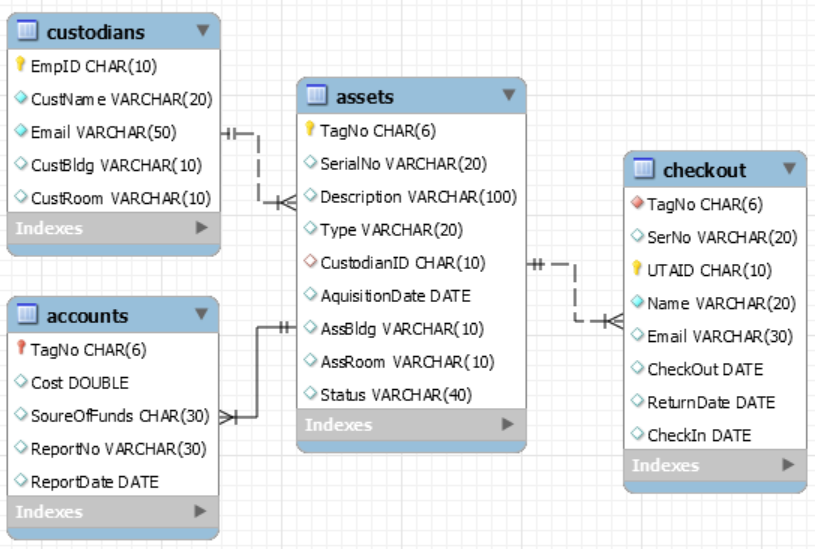 custodians
EmpID CHAR(10)
CustName VARCHAR(20)
Email VARCHAR(50)
CustBldg VARCHAR(10)
CustRoom VARCHAR(10)
Indexes
accounts
TagNo CHAR(6)
Cost DOUBLE
SoureOfFunds CHAR(30)
ReportNo VARCHAR(30)
ReportDate DATE
Indexes
assets
TagNo CHAR(6)
SerialNo VARCHAR(20)
Description VARCHAR(100)
Type VARCHAR(20)
CustodianID CHAR(10)
AquisitionDate DATE
AssBldg VARCHAR(10)
AssRoom VARCHAR(10)
Status VARCHAR(40)
Indexes
checkout
TagNo CHAR(6)
SerNo VARCHAR(20)
UTAID CHAR(10)
Name VARCHAR(20)
Email VARCHAR(30)
CheckOut DATE
ReturnDate DATE
CheckIn DATE
Indexes